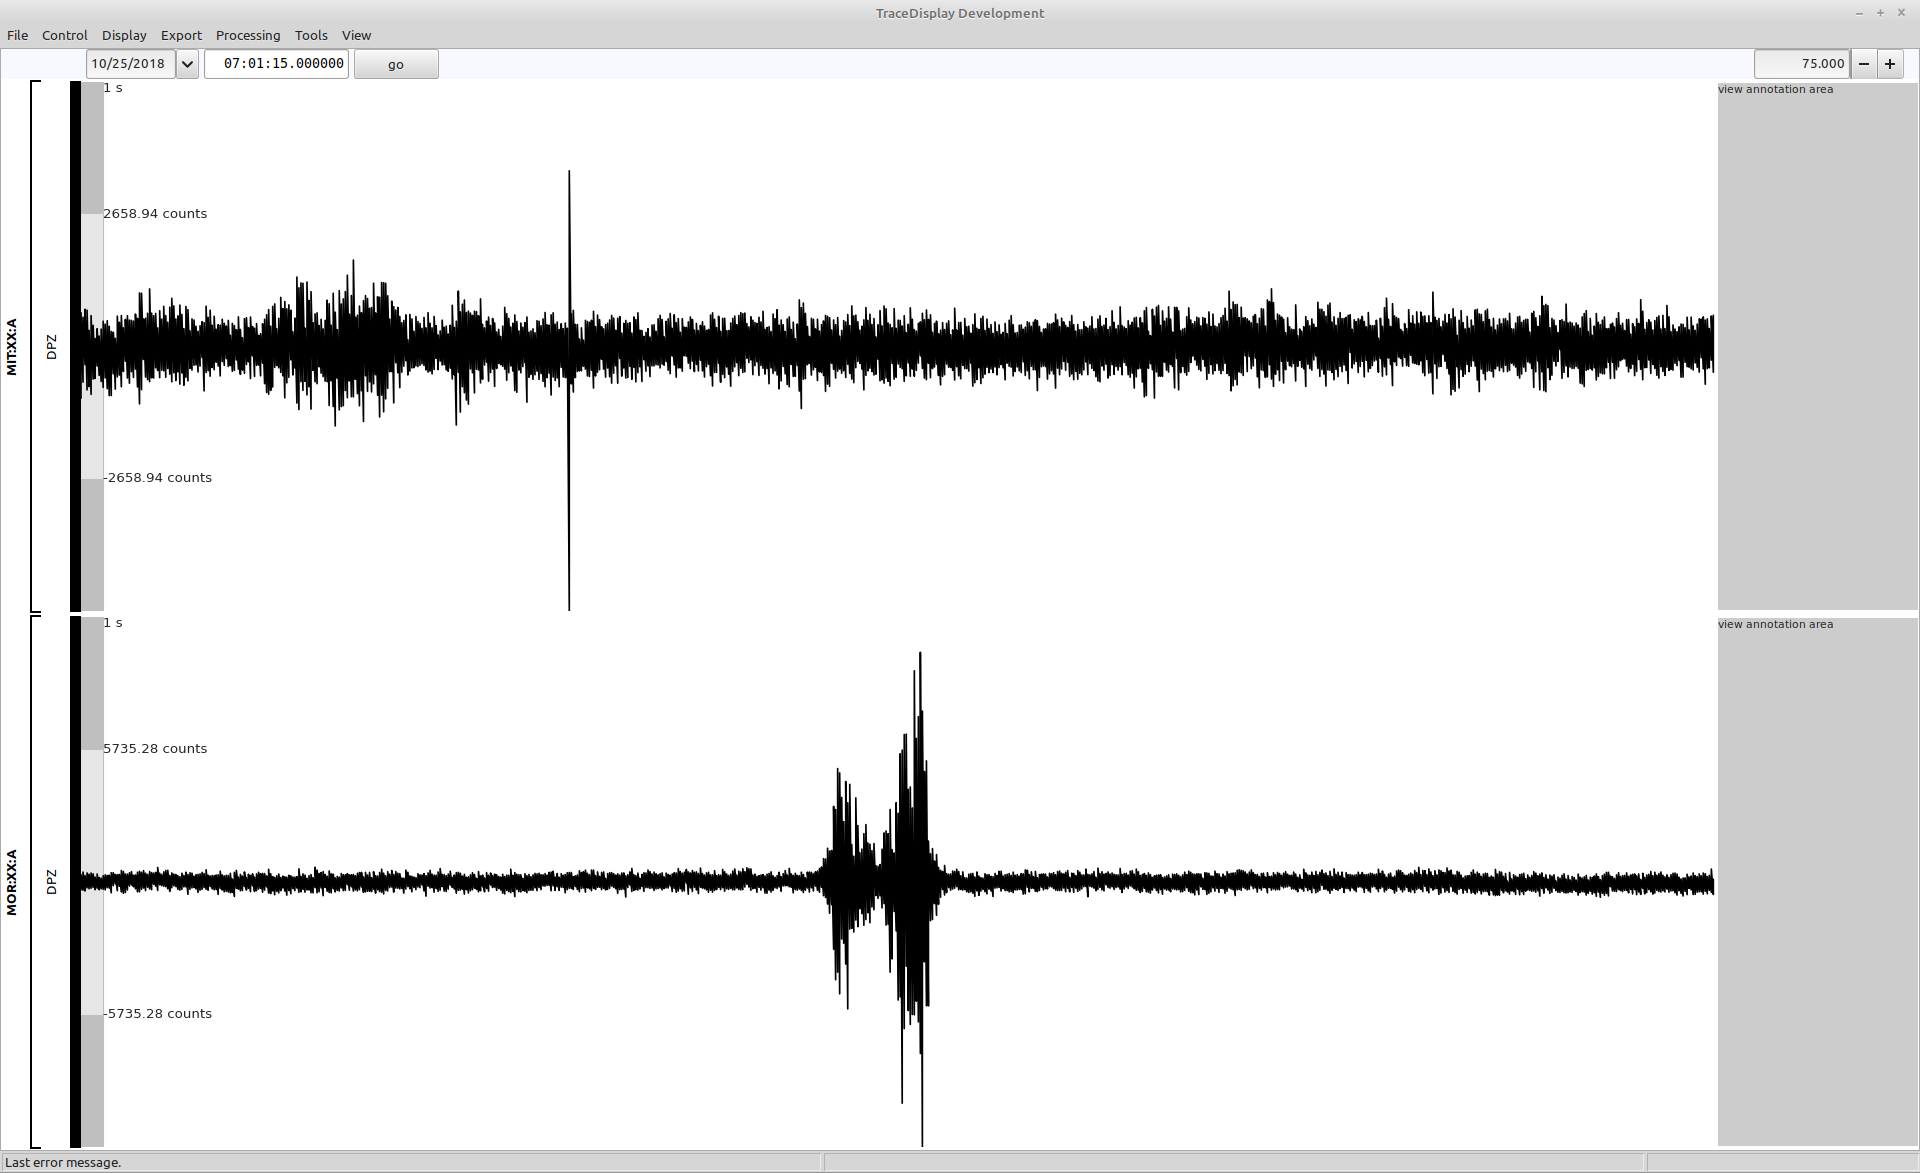 TraceDisplay Development
File Control Display Export Processing Tools View
10/25/2018 07:01:15.000000 go 75.000
1 s
view annotation area
2658.94 counts
MIT:XX:A
DPZ
-2658.94 counts
1 s
view annotation area
5735.28 counts
MOR:XX:A
DPZ
-5735.28 counts
Last error message.